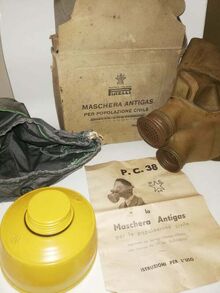 PIRELLI
MASCHERA ANTIGAS
PER POPOLAZIONE CIVILE
P.C. 38
la
Maschera Antigas
per la popolazione civile
ISTRUZIONI PER L'USO